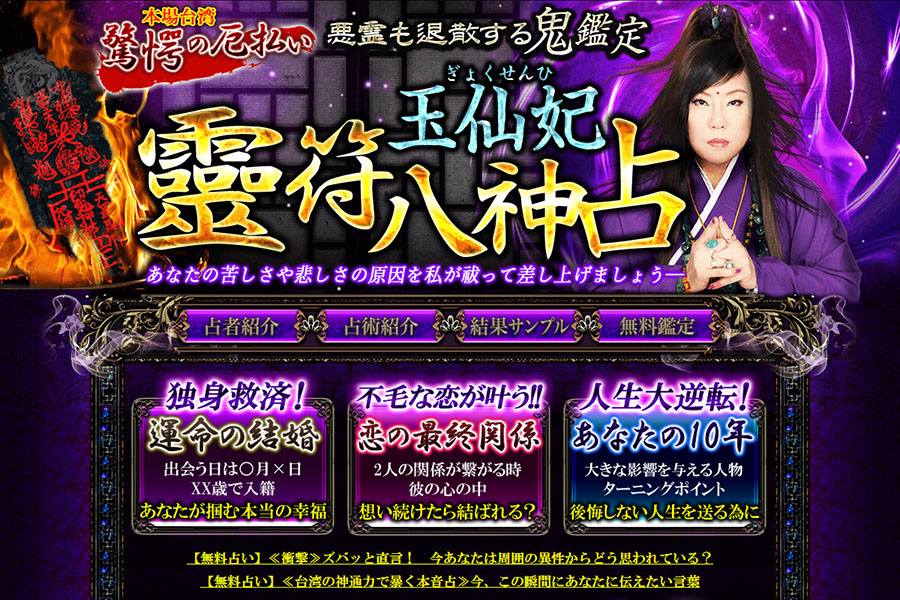 本場台湾
驚愕の厄払い
悪霊も退散する鬼鑑定
ぎょくせんひ
玉仙妃
靈符八神占
あなたの苦しさや悲しさの原因を私が祓って差し上げましょう―
占者紹介
占術紹介
結果サンプル
無料鑑定
独身救済!
運命の結婚
出会う日は〇月×日
XX歳で入籍
あなたが掴む本当の幸福
不毛な恋が叶う!!
恋の最終関係
2人の関係が繋がる時
彼の心の中
想い続けたら結ばれる?
人生大逆転!
あなたの10年
大きな影響を与える人物
ターニングポイント
後悔しない人生を送る為に
【無料占い】≪衝撃≫ズバッと直言! 今あなたは周囲の異性からどう思われている?
【無料占い】≪台湾の神通力で暴く本音占≫今、この瞬間にあなたに伝えたい言葉